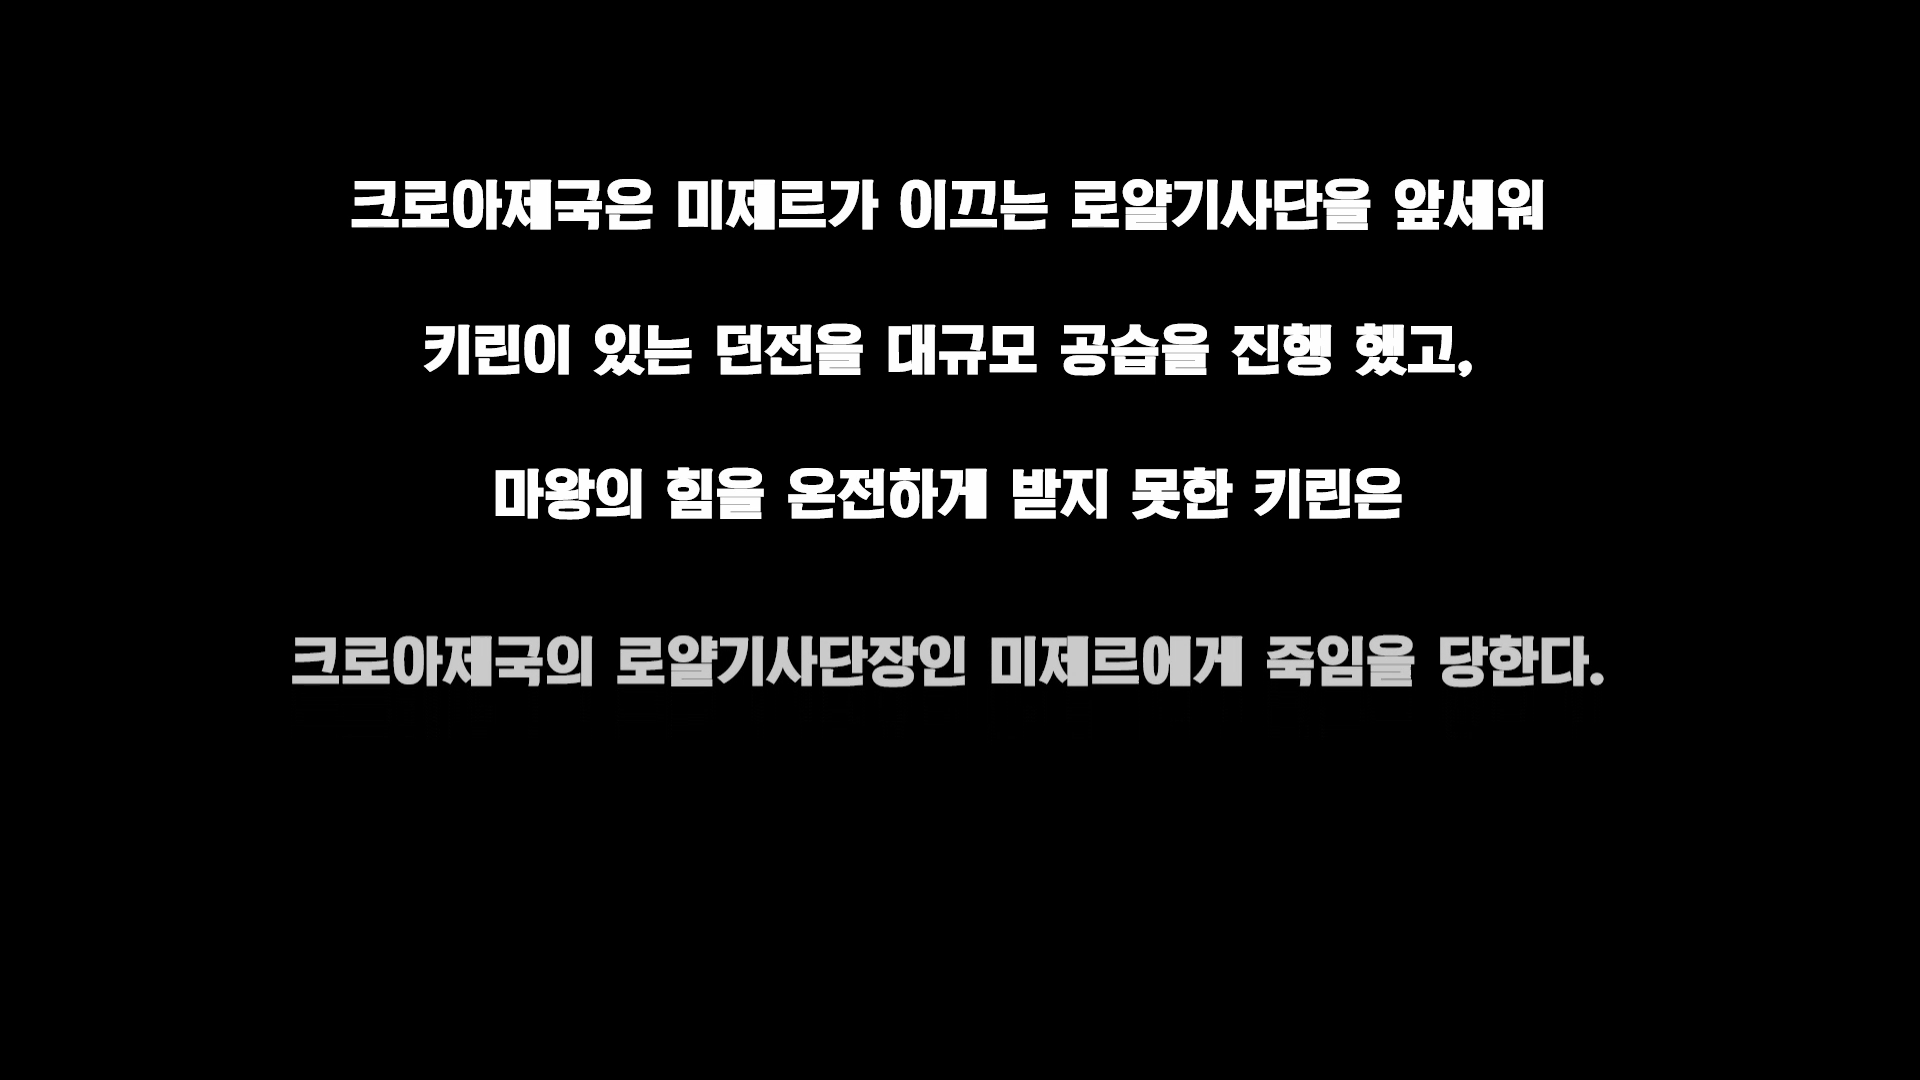 크로아제국은 미제르가 이끄는 로얄기사단을 앞세워
키린이 있는 던전을 대규모 공습을 진행 했고,
마왕의 힘을 온전하게 받지 못한 키린은
크로아제국의 로얄기사단장인 미제르에게 죽임을 당한다.